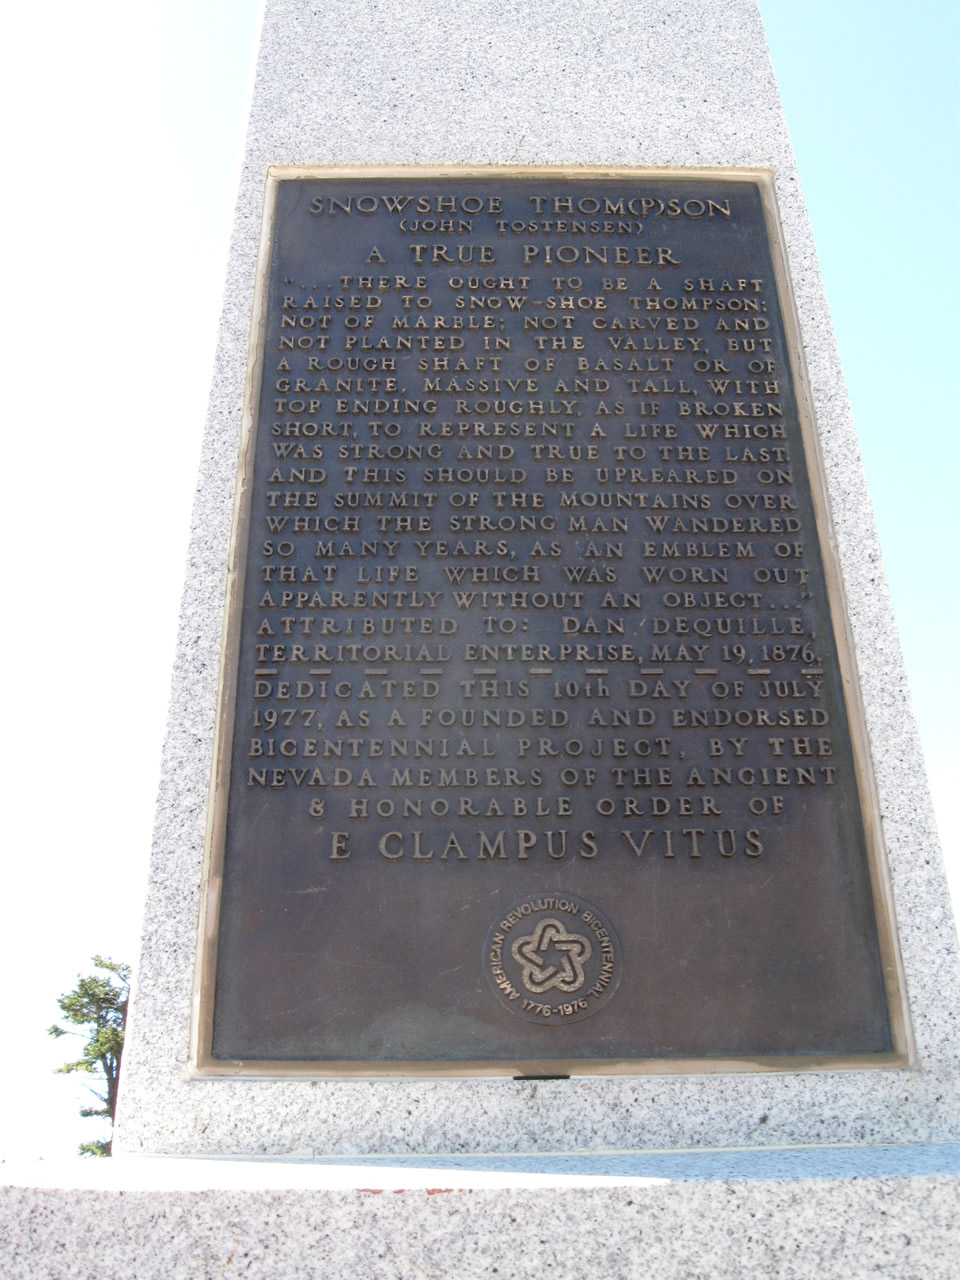 SNOWSHOE THOM(P)SON
(JOHN TOSTENSEN)
A TRUE PIONEER
"...THERE OUGHT TO BE A SHAFT
RAISED TO SNOW-SHOE THOMPSON;
NOT OF MARBLE; NOT CARVED AND
NOT PLANTED IN THE VALLEY, BUT
A ROUGH SHAFT OF BASALT OR OF
GRANITE, MASSIVE AND TALL, WITH
TOP ENDING ROUGHLY, AS IF BROKEN
SHORT, TO REPRESENT A LIFE WHICH
WAS STRONG AND TRUE TO THE LAST
AND THIS SHOULD BE UPREARED ON
THE SUMMIT OF THE MOUNTAINS OVER
WHICH THE STRONG MAN WANDERED
SO MANY YEARS, AS AN EMBLEM OF
THAT LIFE WHICH WAS WORN OUT
APPARENTLY WITHOUT AN OBJECT..."
ATTRIBUTED TO: DAN DEQUILLE,
TERRITORIAL ENTERPRISE, MAY 19, 1876.
DEDICATED THIS 10th DAY OF JULY
1977, AS A FOUNDED AND ENDORSED
BICENTENNIAL PROJECT, BY THE
NEVADA MEMBERS OF THE ANCIENT
& HONORABLE ORDER OF
E CLAMPUS VITUS
AMERICAN REVOLUTION BICENTENNIAL
1776-1976